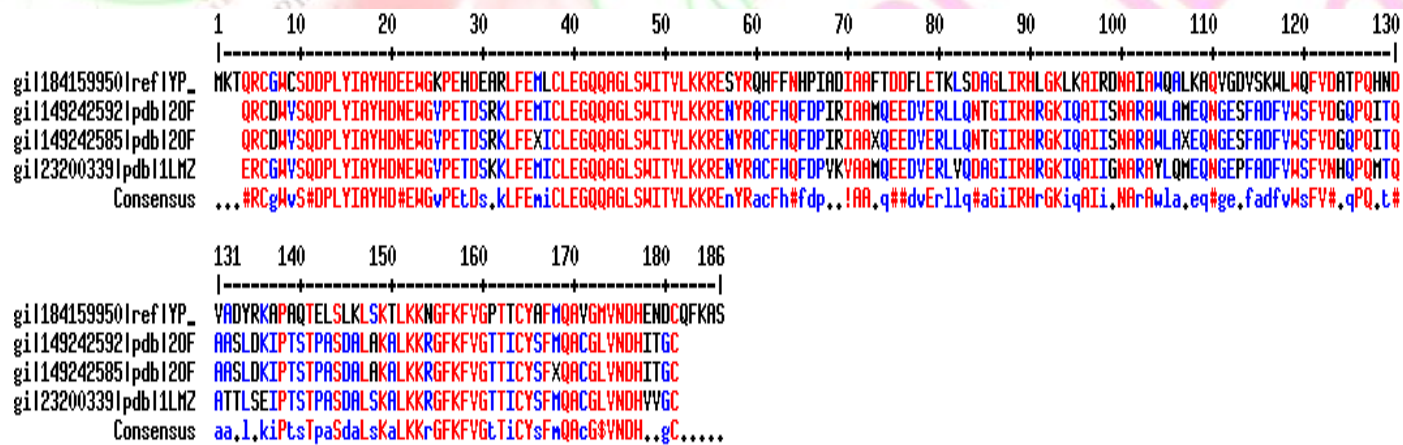 1 10 20 30 40 50 60 70 80 90 100 110 120 130
|--------+---------+---------+---------+---------+---------+---------+---------+---------+---------+---------+---------+---------|
gi|184159950|ref|YP_ MKTQRCGWCSDDPLYIAYHDEEWGKPEHDEARLFEMLCLEGQQAGLSWITVLKKRESYRQHFFNHPIADIAAFTDDFLETKLSDAGLIRHLGKLKAIRDNAIAWQALKAQVGDVSKWLWQFVDATPQHND
gi|149242592|pdb|2OF QRCDWVSQDPLYIAYHDNEWGVPETDSRKLFEMICLEGQQAGLSWITVLKKRENYRACFHQFDPIRIAAMQEEDVERLLQNTGIIRHRGKIQAIISNARAWLAMEQNGESFADFVWSFVDGQPQITQ
gi|149242585|pdb|2OF QRCDWVSQDPLYIAYHDNEWGVPETDSRKLFEXICLEGQQAGLSWITVLKKRENYRACFHQFDPIRIAAXQEEDVERLLQNTGIIRHRGKIQAIISNARAWLAXEQNGESFADFVWSFVDGQPQITQ
gi|23200339|pdb|1LMZ ERCGWVSQDPLYIAYHDNEWGVPETDSKKLFEMICLEGQQAGLSWITVLKKRENYRACFHQFDPVKVAAMQEEDVERLVQDAGIIRHRGKIQAIIGNARAYLQMEQNGEPFADFVWSFVNHQPQMTQ
Consensus ...#RCgWvS#DPLYIAYHD#EWGvPEtDs.kLFEmiCLEGQQAGLSWITVLKKREnYRacFh#fdp..!AA.q##dvErllq#aGiIRHrGKiqAIi.NArAwla.eq#ge.fadfvWsFV#.qPQ.t#
131 140 150 160 170 180 186
|--------+---------+---------+---------+---------+-----|
gi|184159950|ref|YP_ VADYRKAPAQTELSLKLSKTLKKNGFKFVGPTTCYAFMQAVGMVNDHENDCQFKAS
gi|149242592|pdb|2OF AASLDKIPTSTPASDALAKALKKRGFKFVGTTICYSFMQACGLVNDHITGC
gi|149242585|pdb|2OF AASLDKIPTSTPASDALAKALKKRGFKFVGTTICYSFXQACGLVNDHITGC
gi|23200339|pdb|1LMZ ATTLSEIPTSTPASDALSKALKKRGFKFVGTTICYSFMQACGLVNDHVVGC
Consensus aa.l.kiPtsTpaSdaLsKaLKKrGFKFVGtTiCYsFmQAcG$VNDH..gC.....